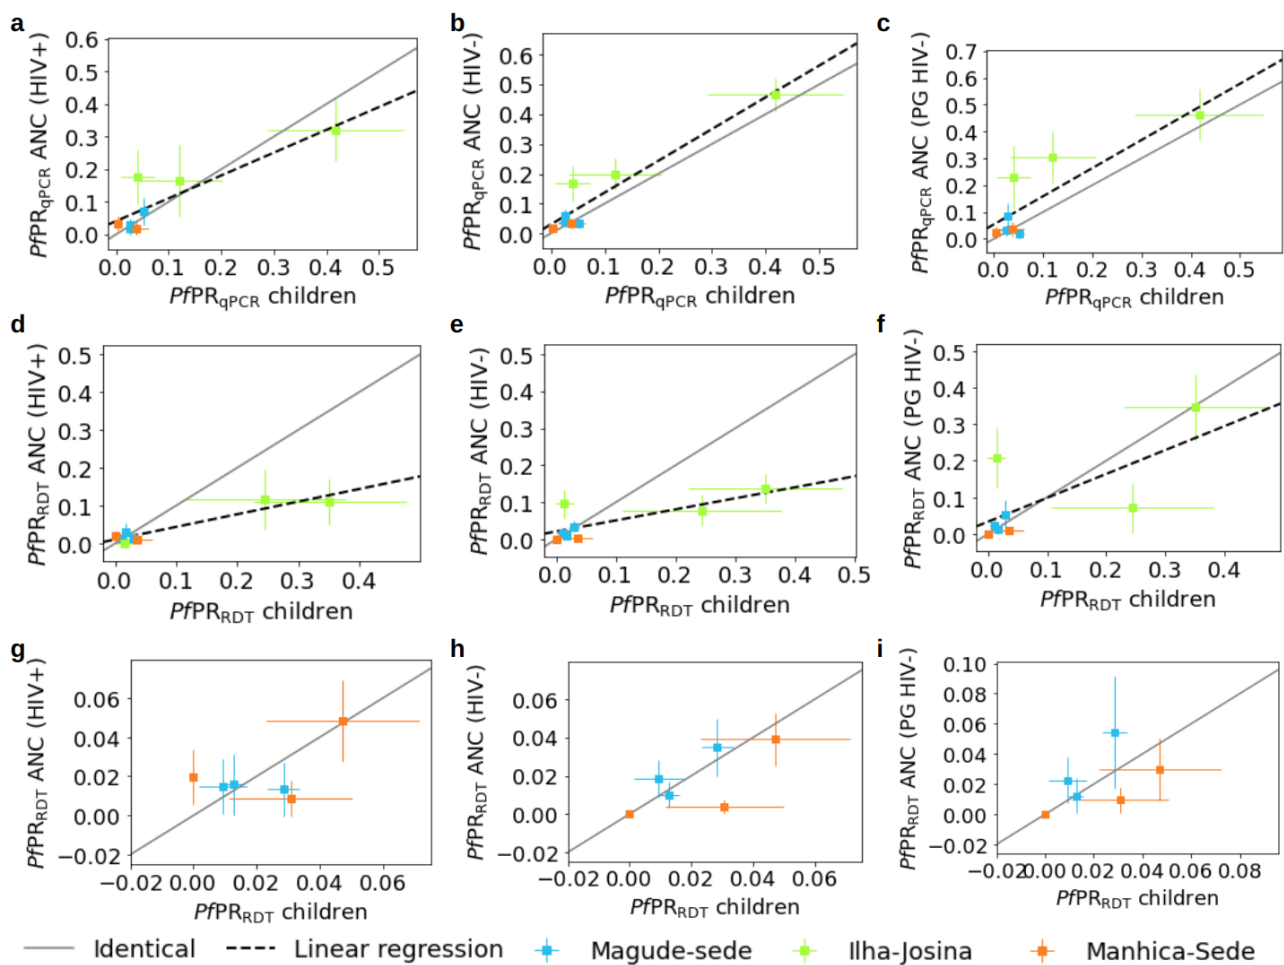 a
PfPRqPCR ANC (HIV+)
0.6
0.5
0.4
0.3
0.2
0.1
0.0
0.0 0.1 0.2 0.3 0.4 0.5
PfPRqPCR children
b
PfPRqPCR ANC (HIV-)
0.6
0.5
0.4
0.3
0.2
0.1
0.0
0.0 0.1 0.2 0.3 0.4 0.5
PfPRqPCR children
c
PfPRqPCR ANC (PG HIV-)
0.7
0.6
0.5
0.4
0.3
0.2
0.1
0.0
0.0 0.1 0.2 0.3 0.4 0.5
PfPRqPCR children
d
PfPRRDT ANC (HIV+)
0.5
0.4
0.3
0.2
0.1
0.0
0.0 0.1 0.2 0.3 0.4
PfPRRDT children
e
PfPRRDT ANC (HIV-)
0.5
0.4
0.3
0.2
0.1
0.0
0.0 0.1 0.2 0.3 0.4 0.5
PfPRRDT children
f
PfPRRDT ANC (PG HIV-)
0.5
0.4
0.3
0.2
0.1
0.0
0.0 0.1 0.2 0.3 0.4
PfPRRDT children
g
PfPRRDT ANC (HIV+)
0.06
0.04
0.02
0.00
−0.02
−0.02 0.00 0.02 0.04 0.06
PfPRRDT children
h
PfPRRDT ANC (HIV-)
0.06
0.04
0.02
0.00
−0.02
−0.02 0.00 0.02 0.04 0.06
PfPRRDT children
i
PfPRRDT ANC (PG HIV-)
0.10
0.08
0.06
0.04
0.02
0.00
−0.02
−0.02 0.00 0.02 0.04 0.06 0.08
PfPRRDT children
Identical Linear regression Magude-sede Ilha-Josina Manhica-Sede